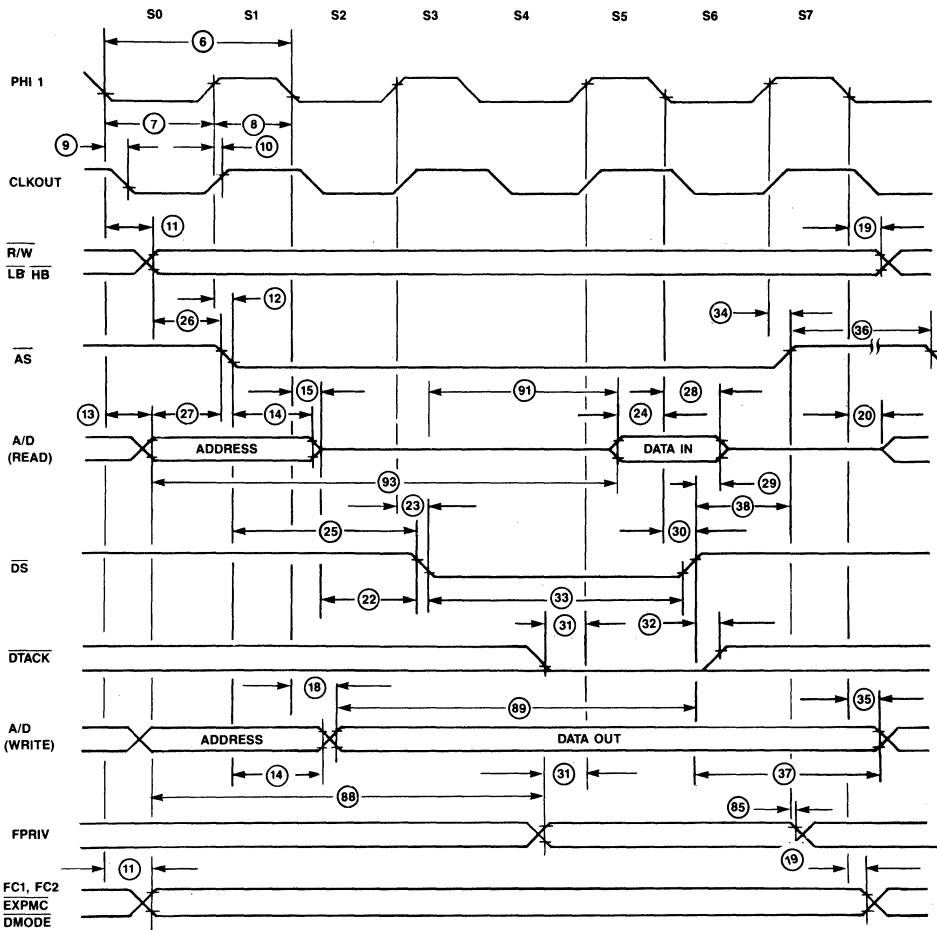 S0 S1 S2 S3 S4 S5 S6 S7
6
PHI 1
7 8
9 10
CLKOUT
11
R/W
19
LB HB
12
34
26 36
AS
15 91 28
13 27 14 24 20
A/D
(READ)
ADDRESS DATA IN
93 29
23 38
25 30
DS
22 33
31 32
DTACK
18 35
89
A/D
(WRITE)
ADDRESS DATA OUT
14 31 37
88
85
FPRIV
11 19
FC1, FC2
EXPMC
DMODE